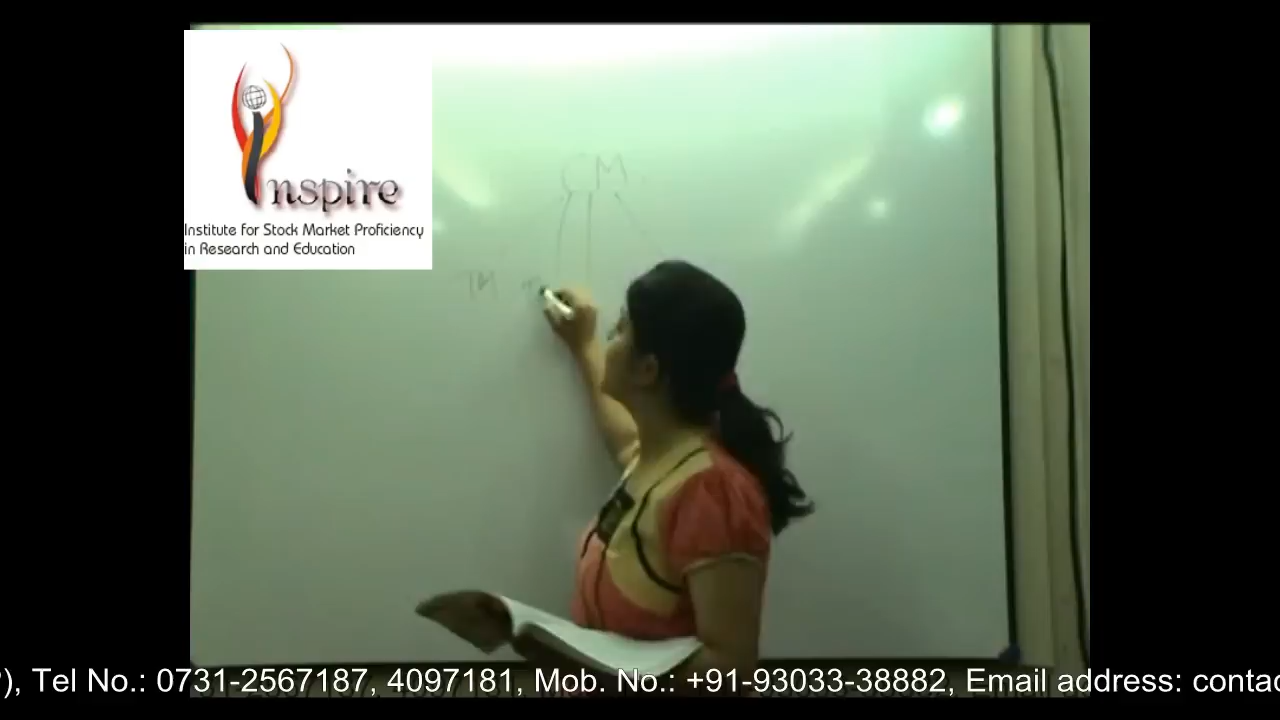 Inspire
Institute for Stock Market Proficiency
in Research and Education
CM
TM
), Tel No.: 0731-2567187, 4097181, Mob. No.: +91-93033-38882, Email address: contac